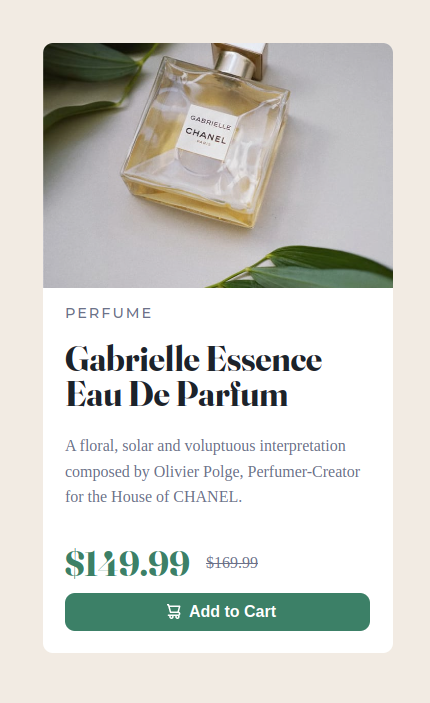 GABRIELLE
CHANEL
PARIS
PERFUME
Gabrielle Essence
Eau De Parfum
A floral, solar and voluptuous interpretation
composed by Olivier Polge, Perfumer-Creator
for the House of CHANEL.
$149.99 $169.99
Add to Cart